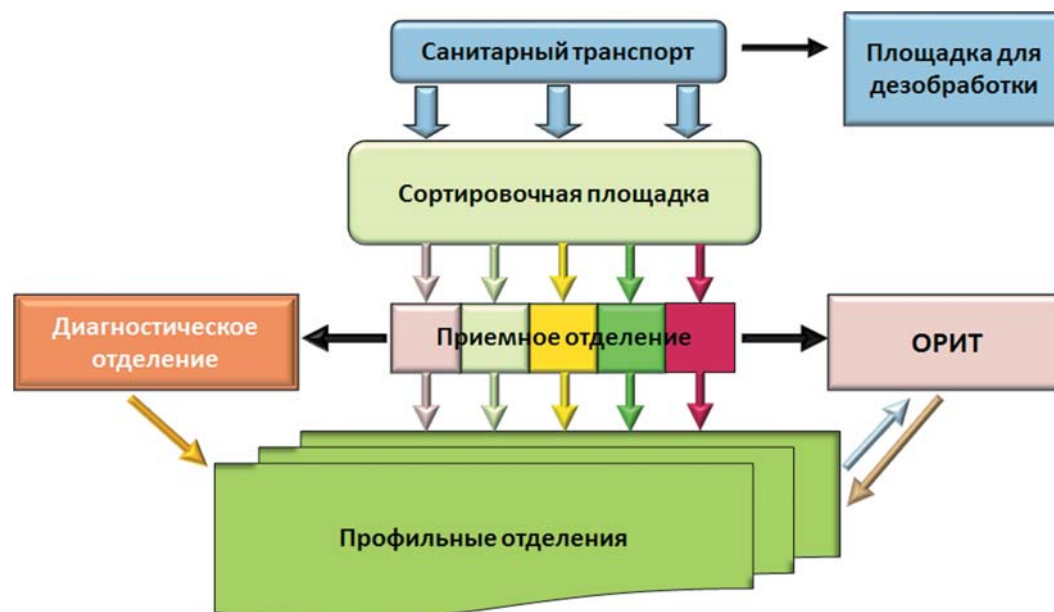 Санитарный транспорт
Площадка для
дезобработки
Сортировочная площадка
Диагностическое
отделение
Приемное отделение
ОРИТ
Профильные отделения